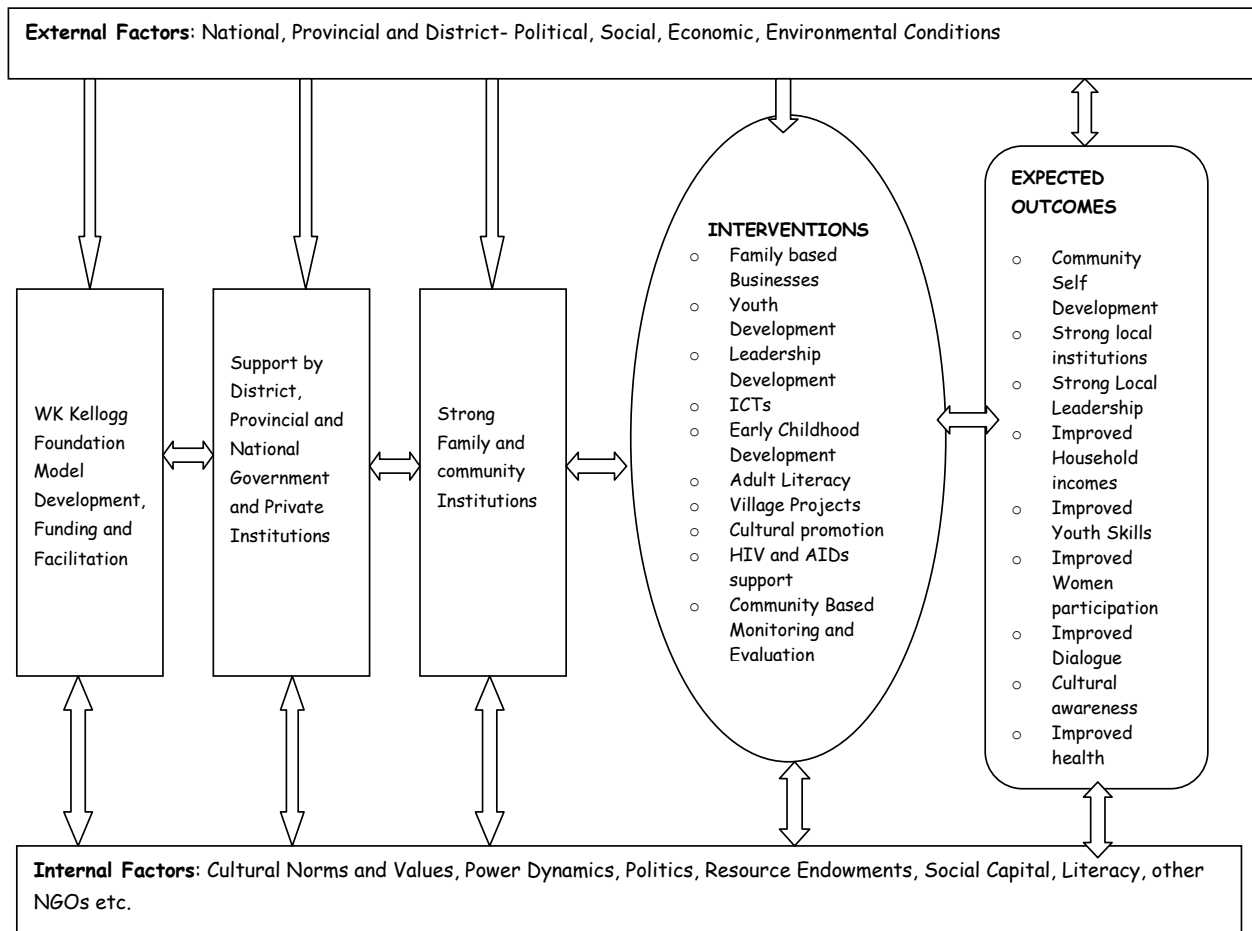 External Factors: National, Provincial and District- Political, Social, Economic, Environmental Conditions
WK Kellogg
Foundation
Model
Development,
Funding and
Facilitation
Support by
District,
Provincial and
National
Government
and Private
Institutions
Strong
Family and
community
Institutions
INTERVENTIONS
o Family based
Businesses
o Youth
Development
o Leadership
Development
o ICTs
o Early Childhood
Development
o Adult Literacy
o Village Projects
o Cultural promotion
o HIV and AIDs
support
o Community Based
Monitoring and
Evaluation
EXPECTED
OUTCOMES
o Community
Self
Development
o Strong local
institutions
o Strong Local
Leadership
o Improved
Household
incomes
o Improved
Youth Skills
o Improved
Women
participation
o Improved
Dialogue
o Cultural
awareness
o Improved
health
Internal Factors: Cultural Norms and Values, Power Dynamics, Politics, Resource Endowments, Social Capital, Literacy, other
NGOs etc.